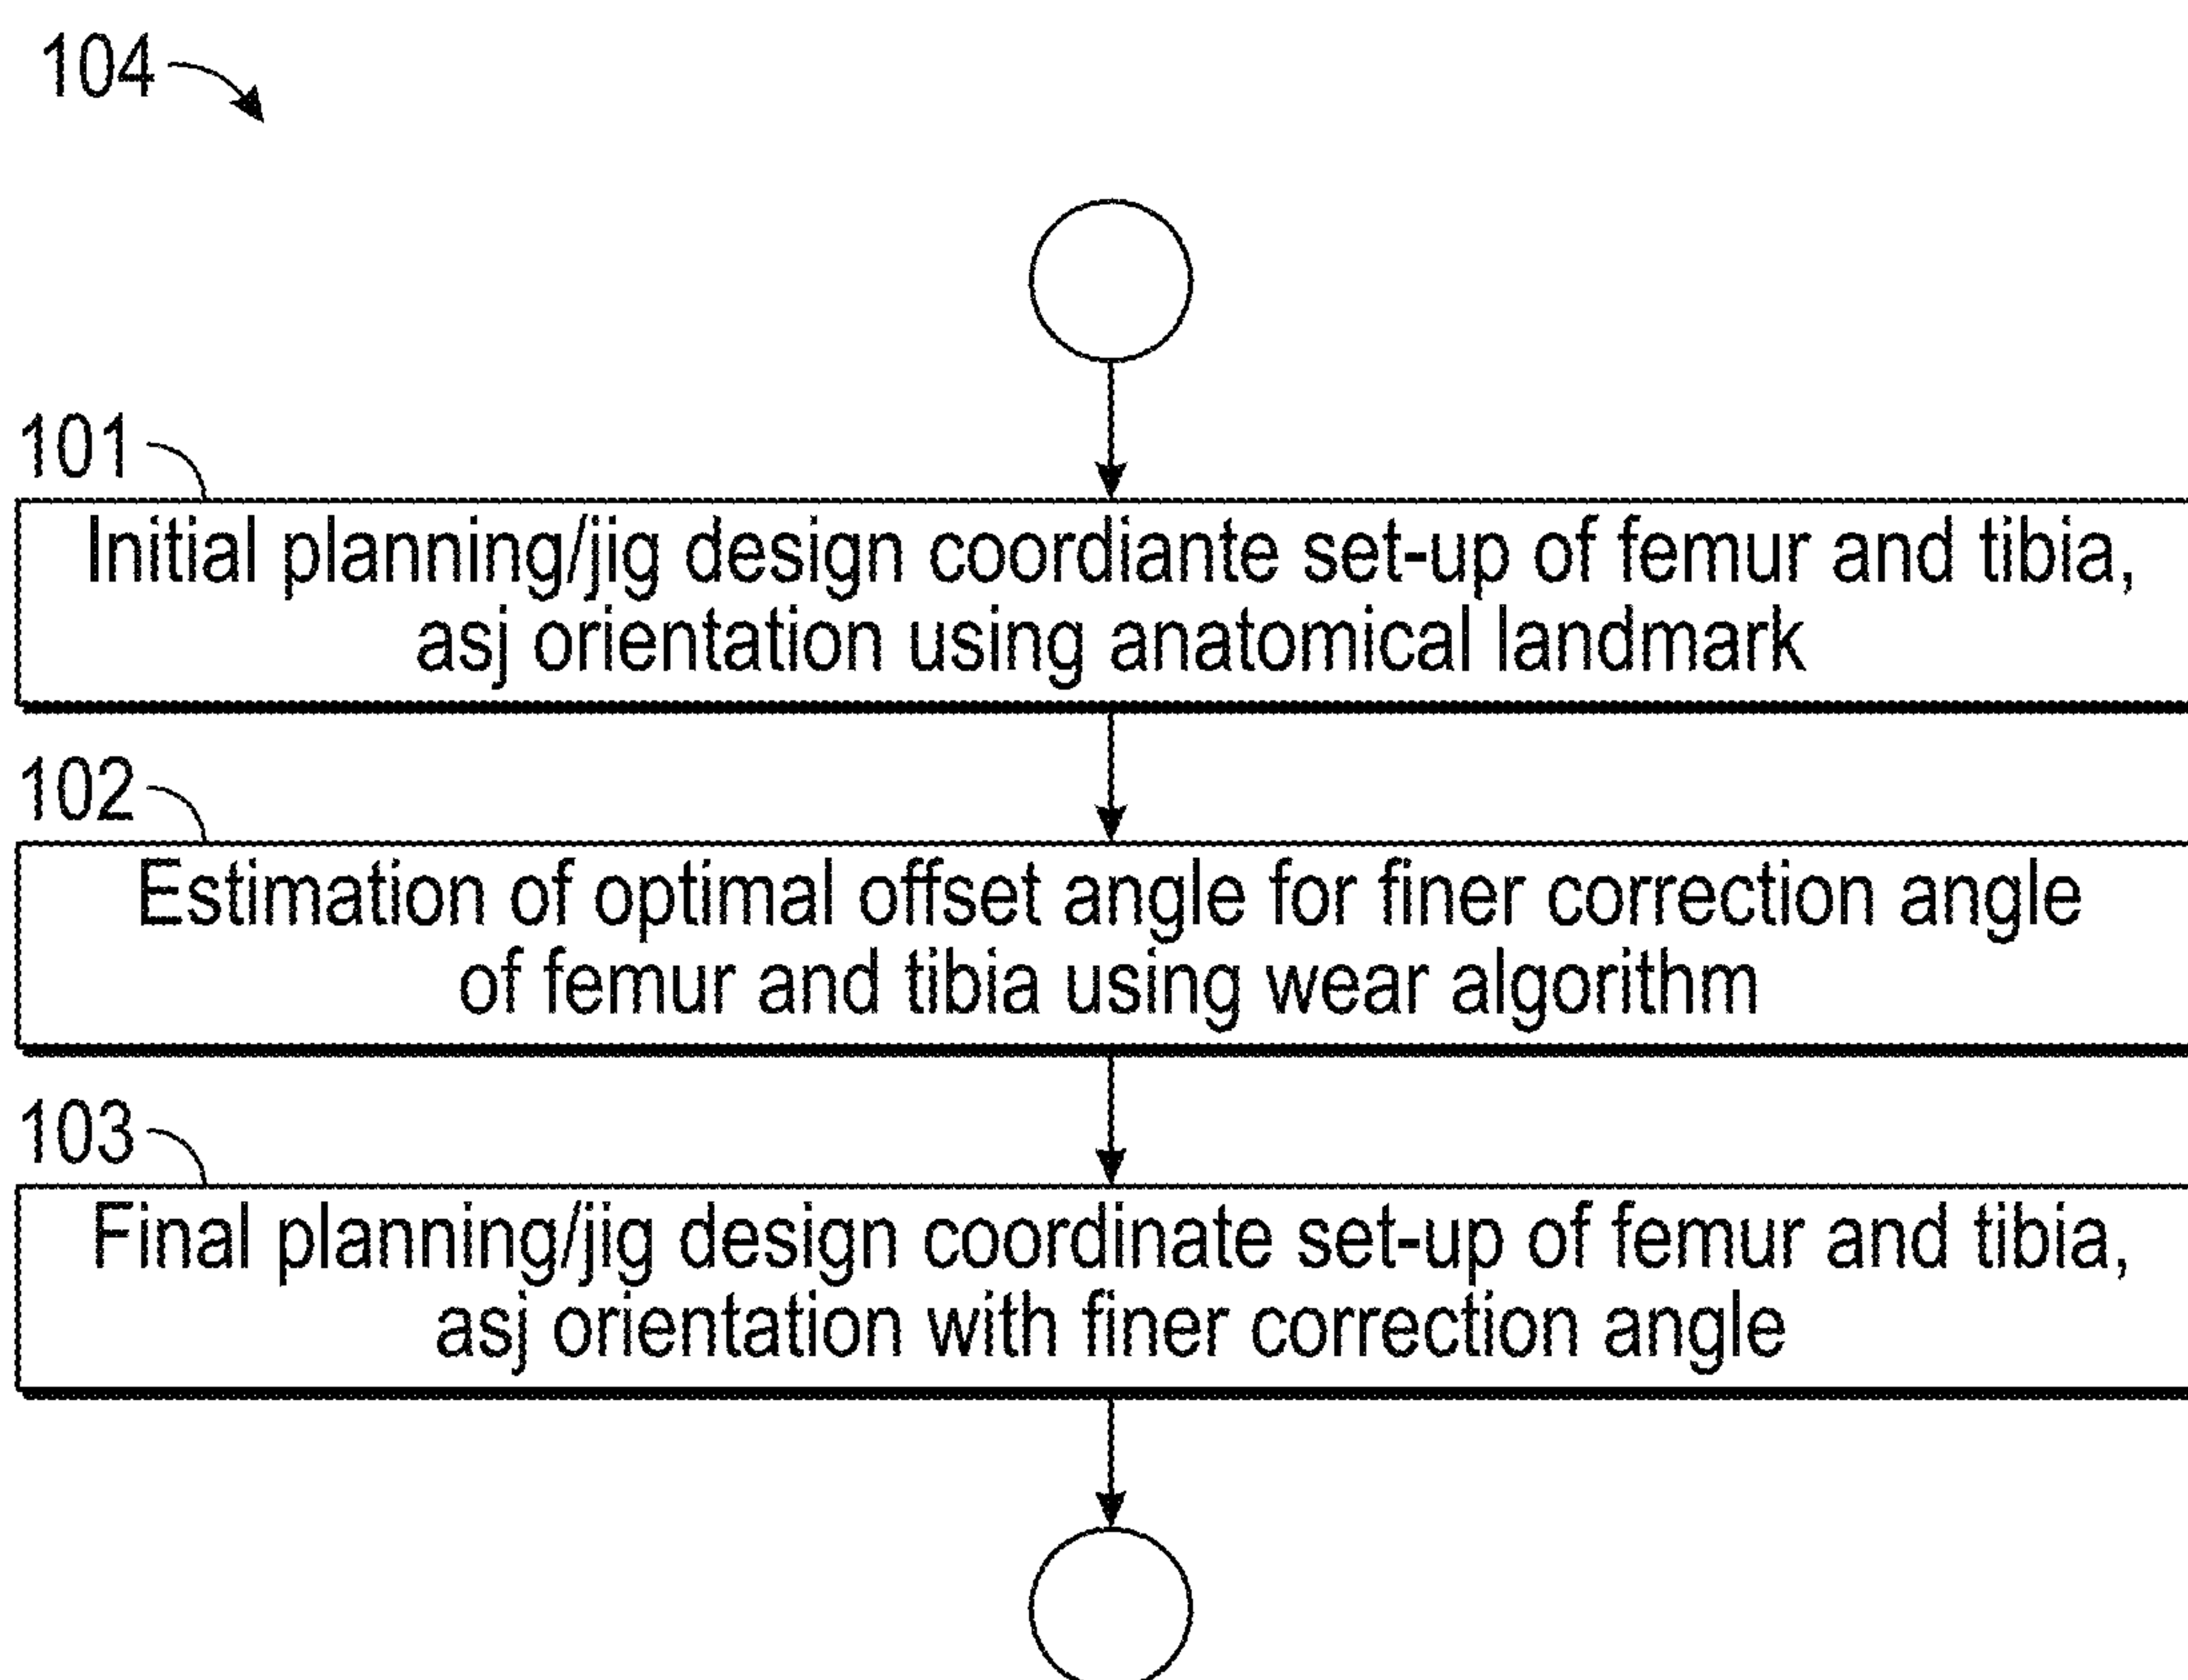 104
101
Initial planning/jig design coordiante set-up of femur and tibia,
asj orientation using anatomical landmark
102
Estimation of optimal offset angle for finer correction angle
of femur and tibia using wear algorithm
103
Final planning/jig design coordinate set-up of femur and tibia,
asj orientation with finer correction angle